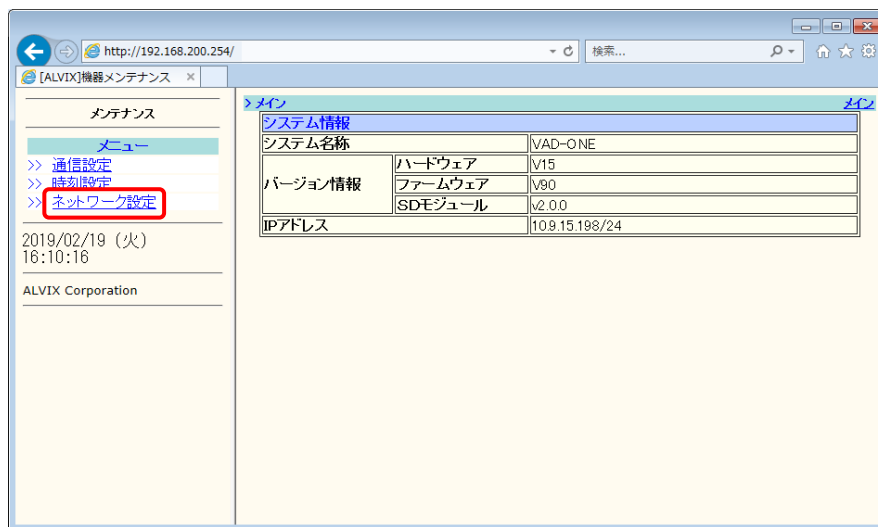 http://192.168.200.254/
検索...
[ALVIX]機器メンテナンス
メンテナンス
メニュー
>> 通信設定
>> 時刻設定
>> ネットワーク設定
2019/02/19 (火)
16:10:16
ALVIX Corporation
> メイン メイン
システム情報
システム名称 VAD-ONE
バージョン情報 ハードウェア V15
ファームウェア V90
SDモジュール v2.0.0
IPアドレス 10.9.15.198/24